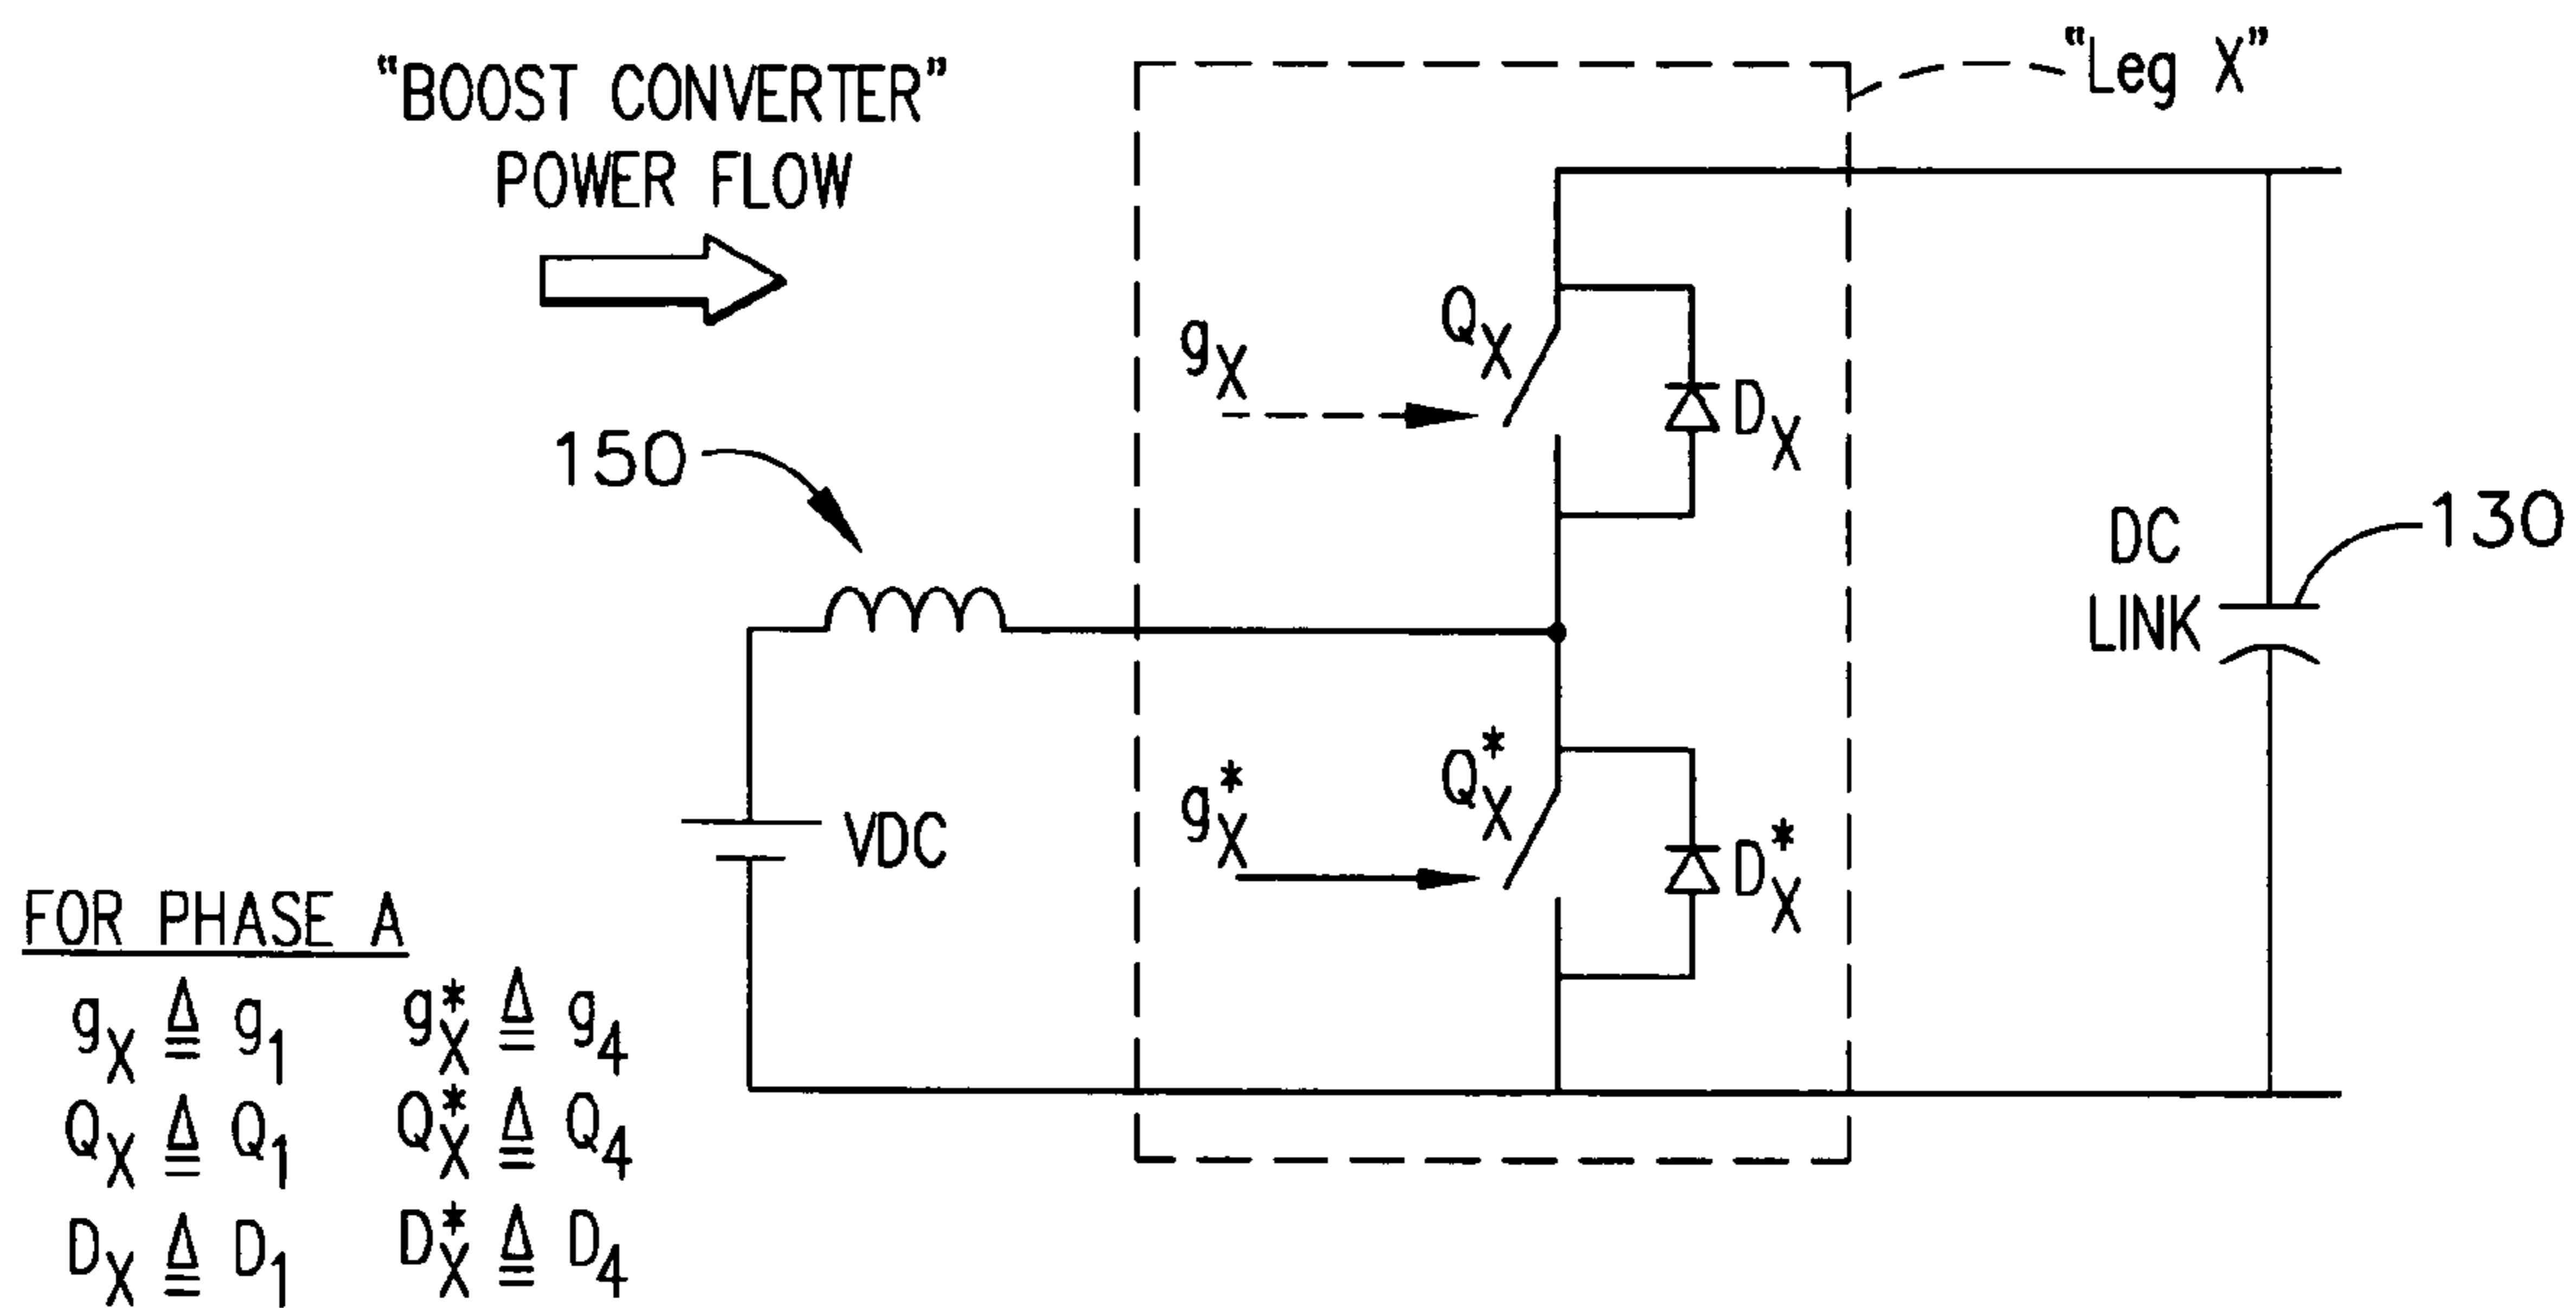 “BOOST CONVERTER”
POWER FLOW
“Leg X”
gX
QX
DX
150
130
DC
LINK
VDC
g*X
Q*X
D*X
FOR PHASE A
gX ≜ g1 g*X ≜ g4
QX ≜ Q1 Q*X ≜ Q4
DX ≜ D1 D*X ≜ D4